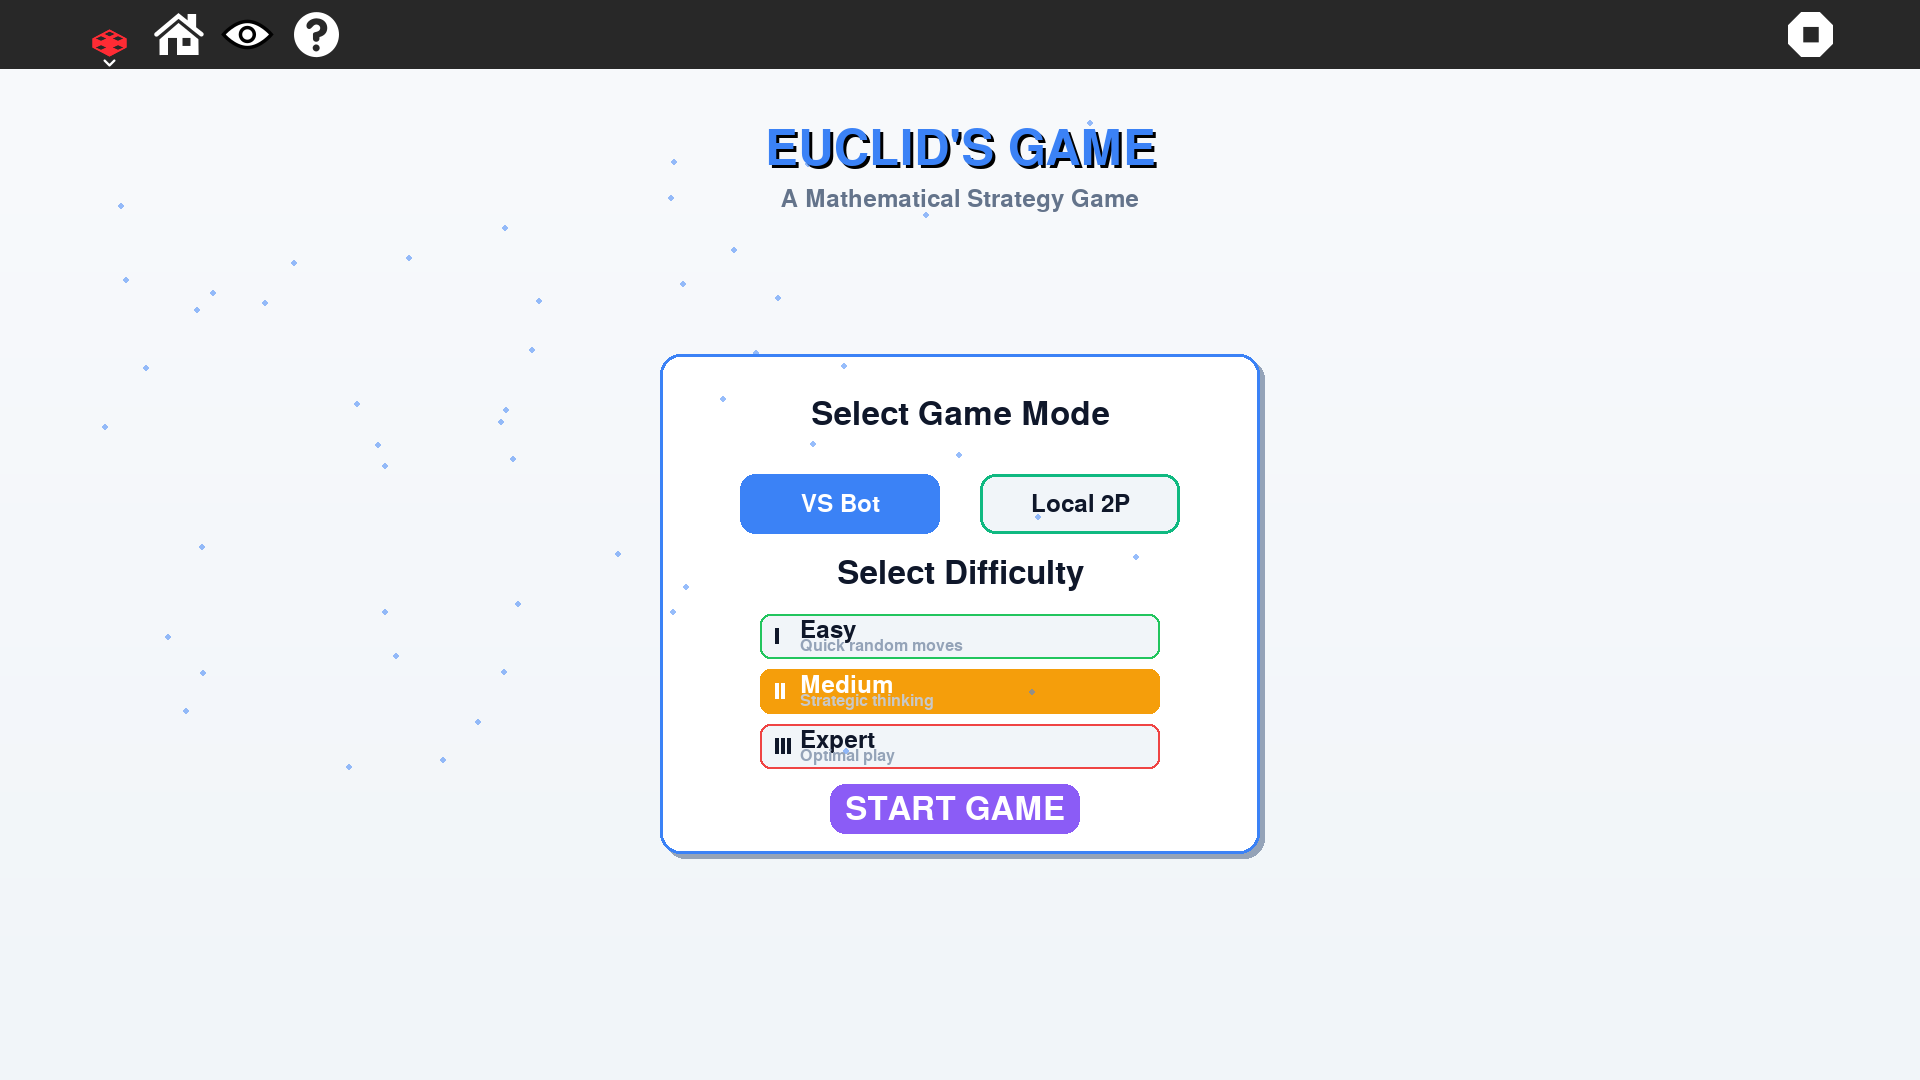 EUCLID'S GAME
A Mathematical Strategy Game
Select Game Mode
VS Bot
Local 2P
Select Difficulty
I
Easy
Quick random moves
II
Medium
Strategic thinking
III
Expert
Optimal play
START GAME